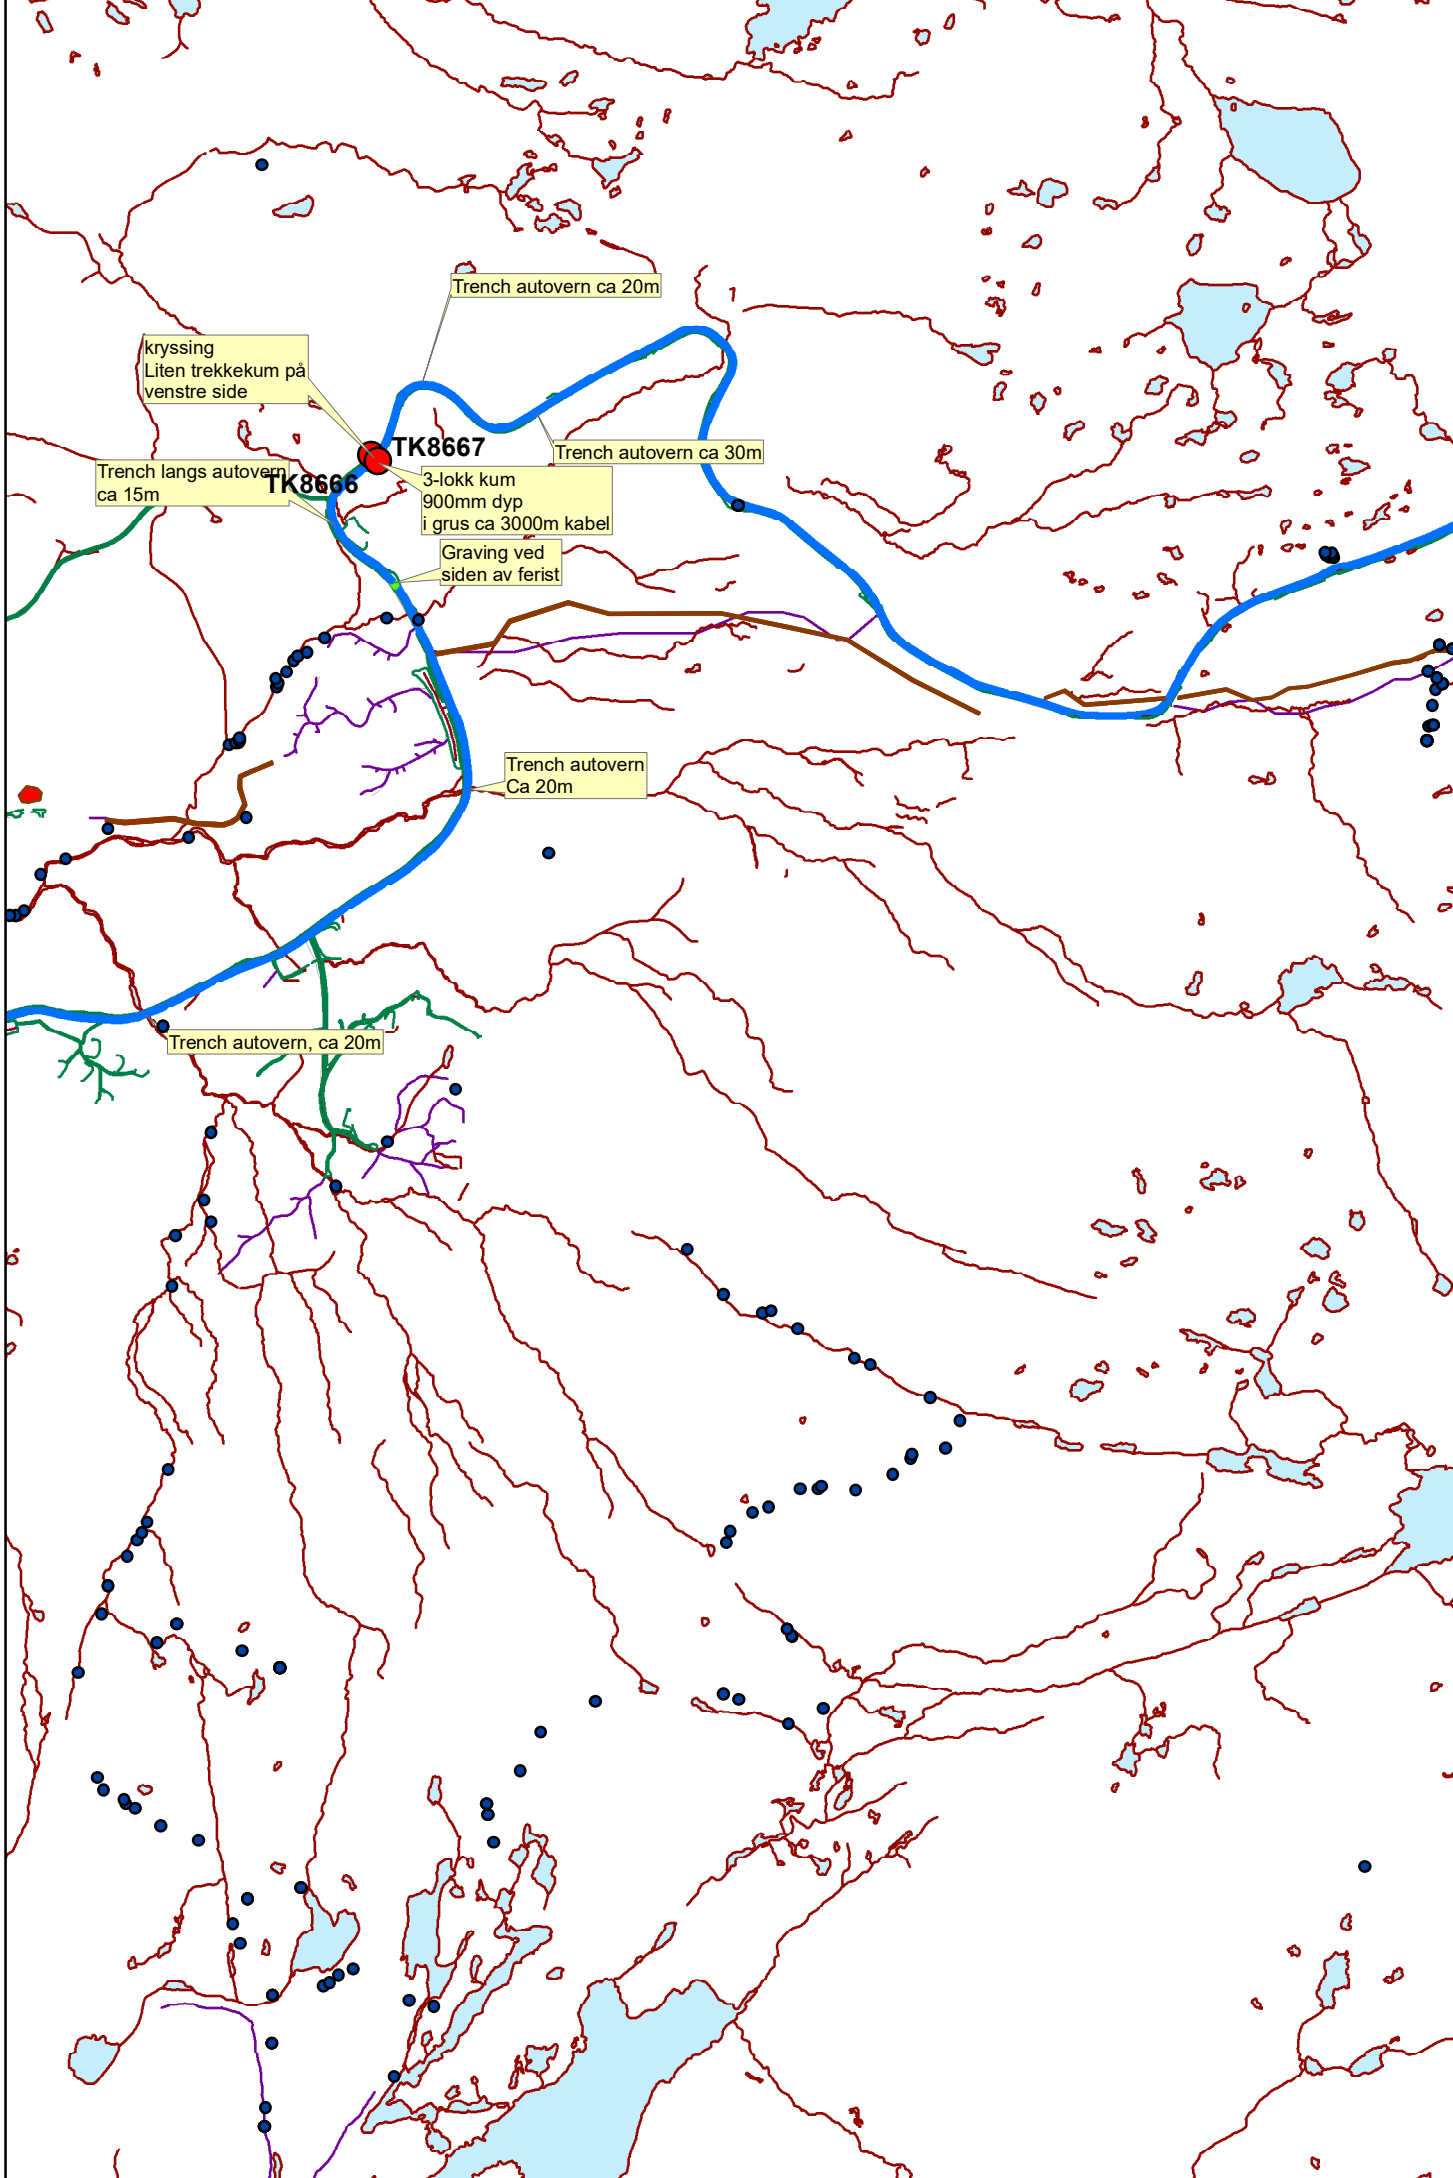 Trench autovern ca 20m
kryssing
Liten trekkekum på
venstre side
TK8667
Trench autovern ca 30m
Trench langs autovern
ca 15m
TK8666
3-lokk kum
900mm dyp
i grus ca 3000m kabel
Graving ved
siden av ferist
Trench autovern
Ca 20m
Trench autovern, ca 20m